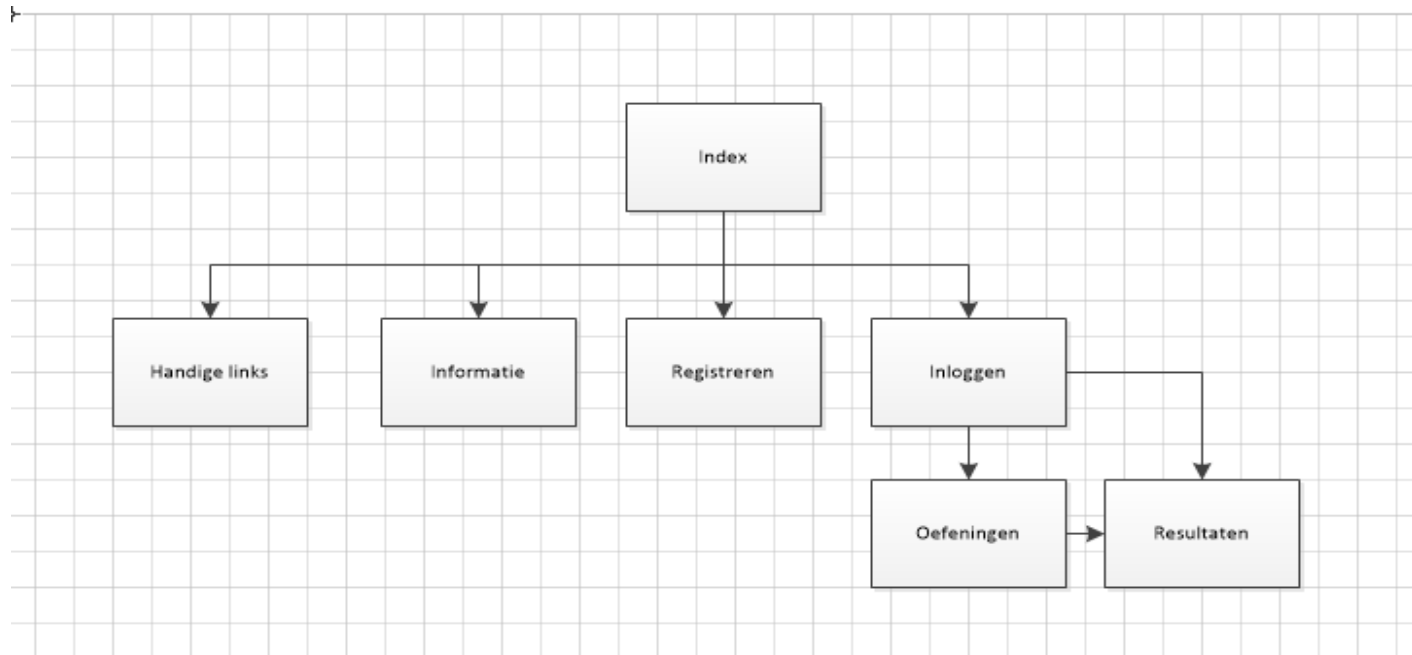 Index
Handige links
Informatie
Registreren
Inloggen
Oefeningen
Resultaten